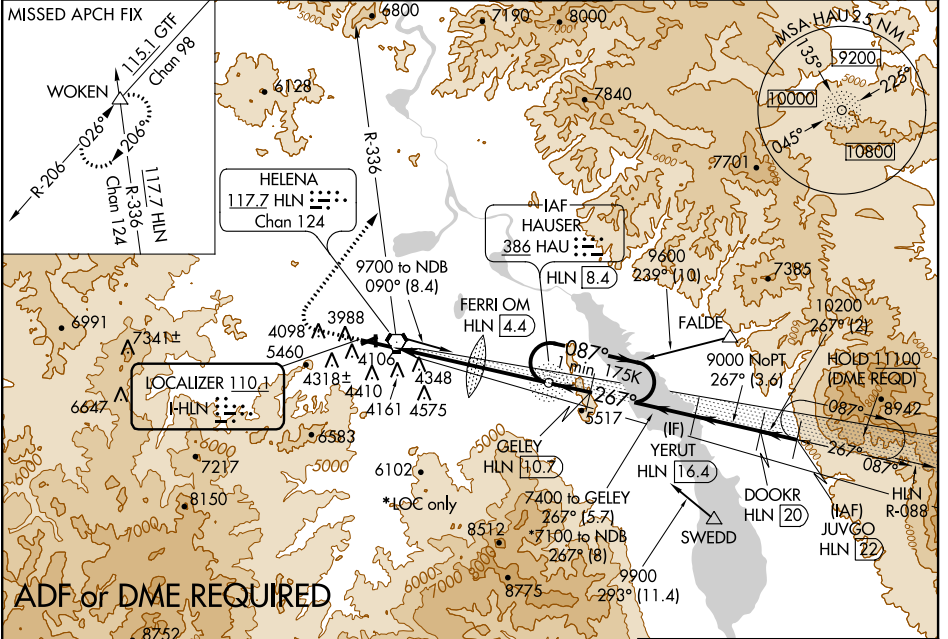 MISSED APCH FIX
115.1 GTF
Chan 98
WOKEN
026°
206°
R-206
117.7 HLN
R-336
Chan 124
6800
7190
8000
MSA HAU 25 NM
135°
9200
225°
10000
045°
10800
6128
7840
7701
R-336
HELENA
117.7 HLN
Chan 124
IAF
HAUSER
386 HAU
HLN 8.4
9600
239° (10)
7385
9700 to NDB
090° (8.4)
FERRI OM
HLN 4.4
FALDE
10200
267° (2)
6991
7341±
4098
3988
5460
4106
4318±
4410
4161
4348
4575
087°
1 min
175K
267°
9000 NoPT
267° (3.6)
HOLD 11100
(DME REQD)
087°
8942
267°
087°
LOCALIZER 110.1
I-HLN
6647
6583
5000
5517
GELEY
HLN 10.7
(IF)
YERUT
HLN 16.4
7217
6102
*LOC only
8150
7400 to GELEY
267° (5.7)
*7100 to NDB
267° (8)
DOOKR
HLN 20
HLN
R-088
(IAF)
JUVGO
HLN 22
SWEDD
8512
6000
7000
8775
9900
293° (11.4)
ADF or DME REQUIRED
8752